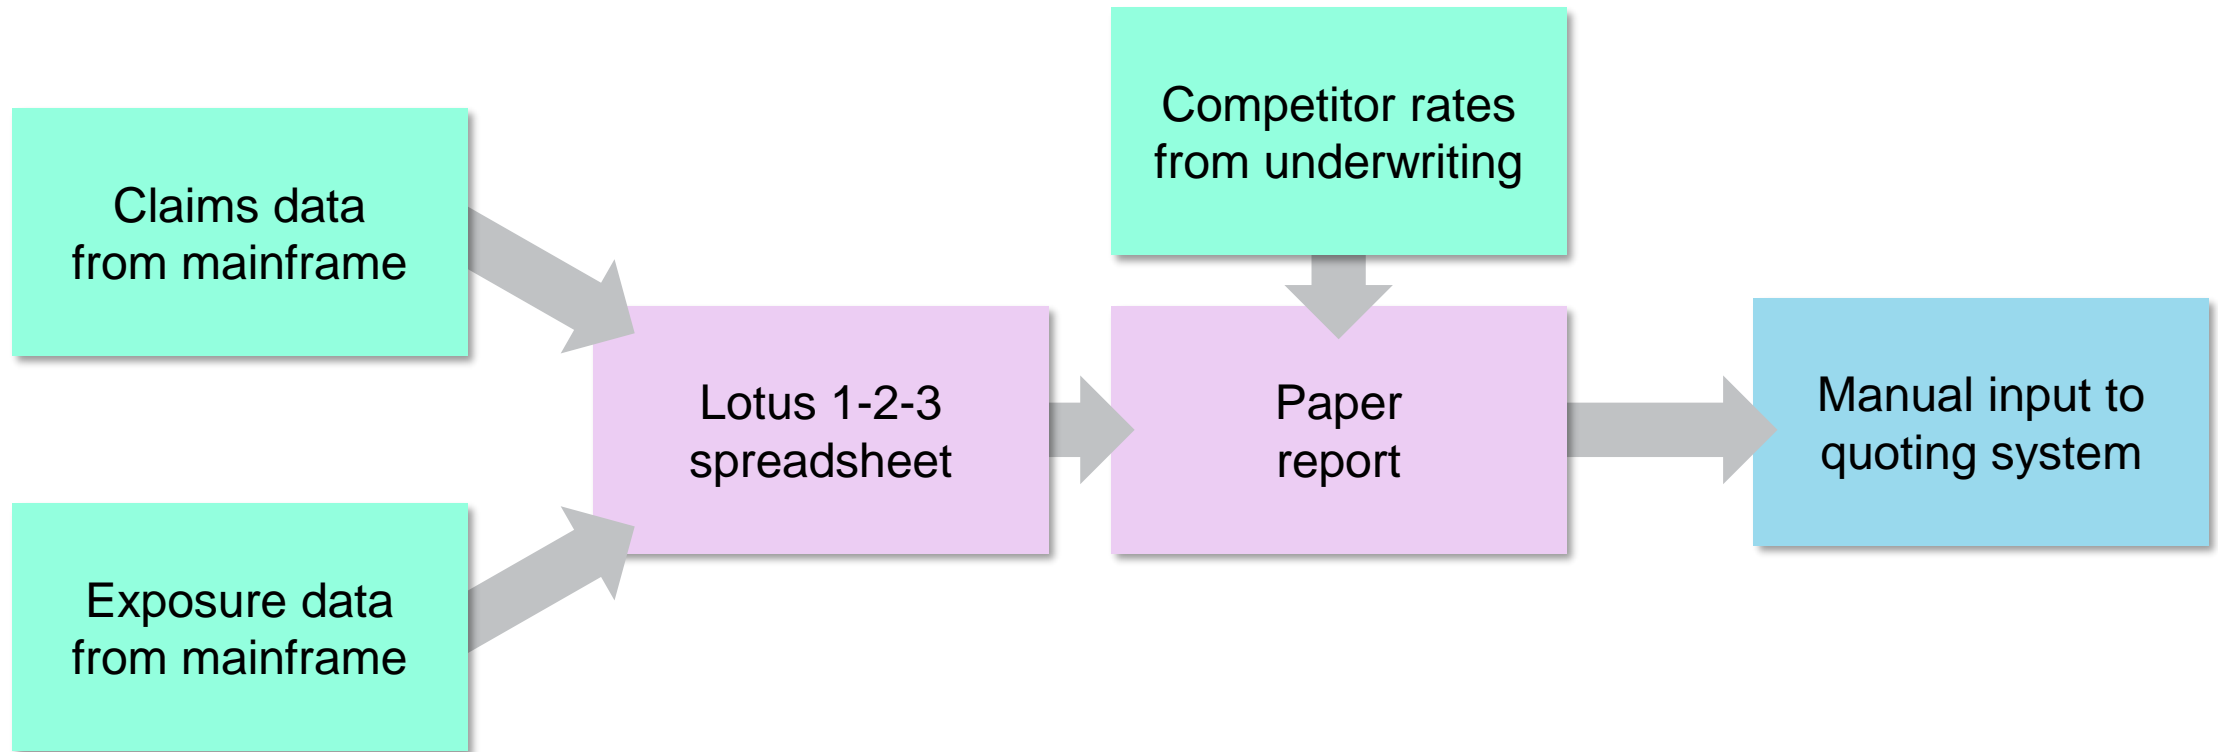 Claims data
from mainframe
Exposure data
from mainframe
Lotus 1-2-3
spreadsheet
Competitor rates
from underwriting
Paper
report
Manual input to
quoting system